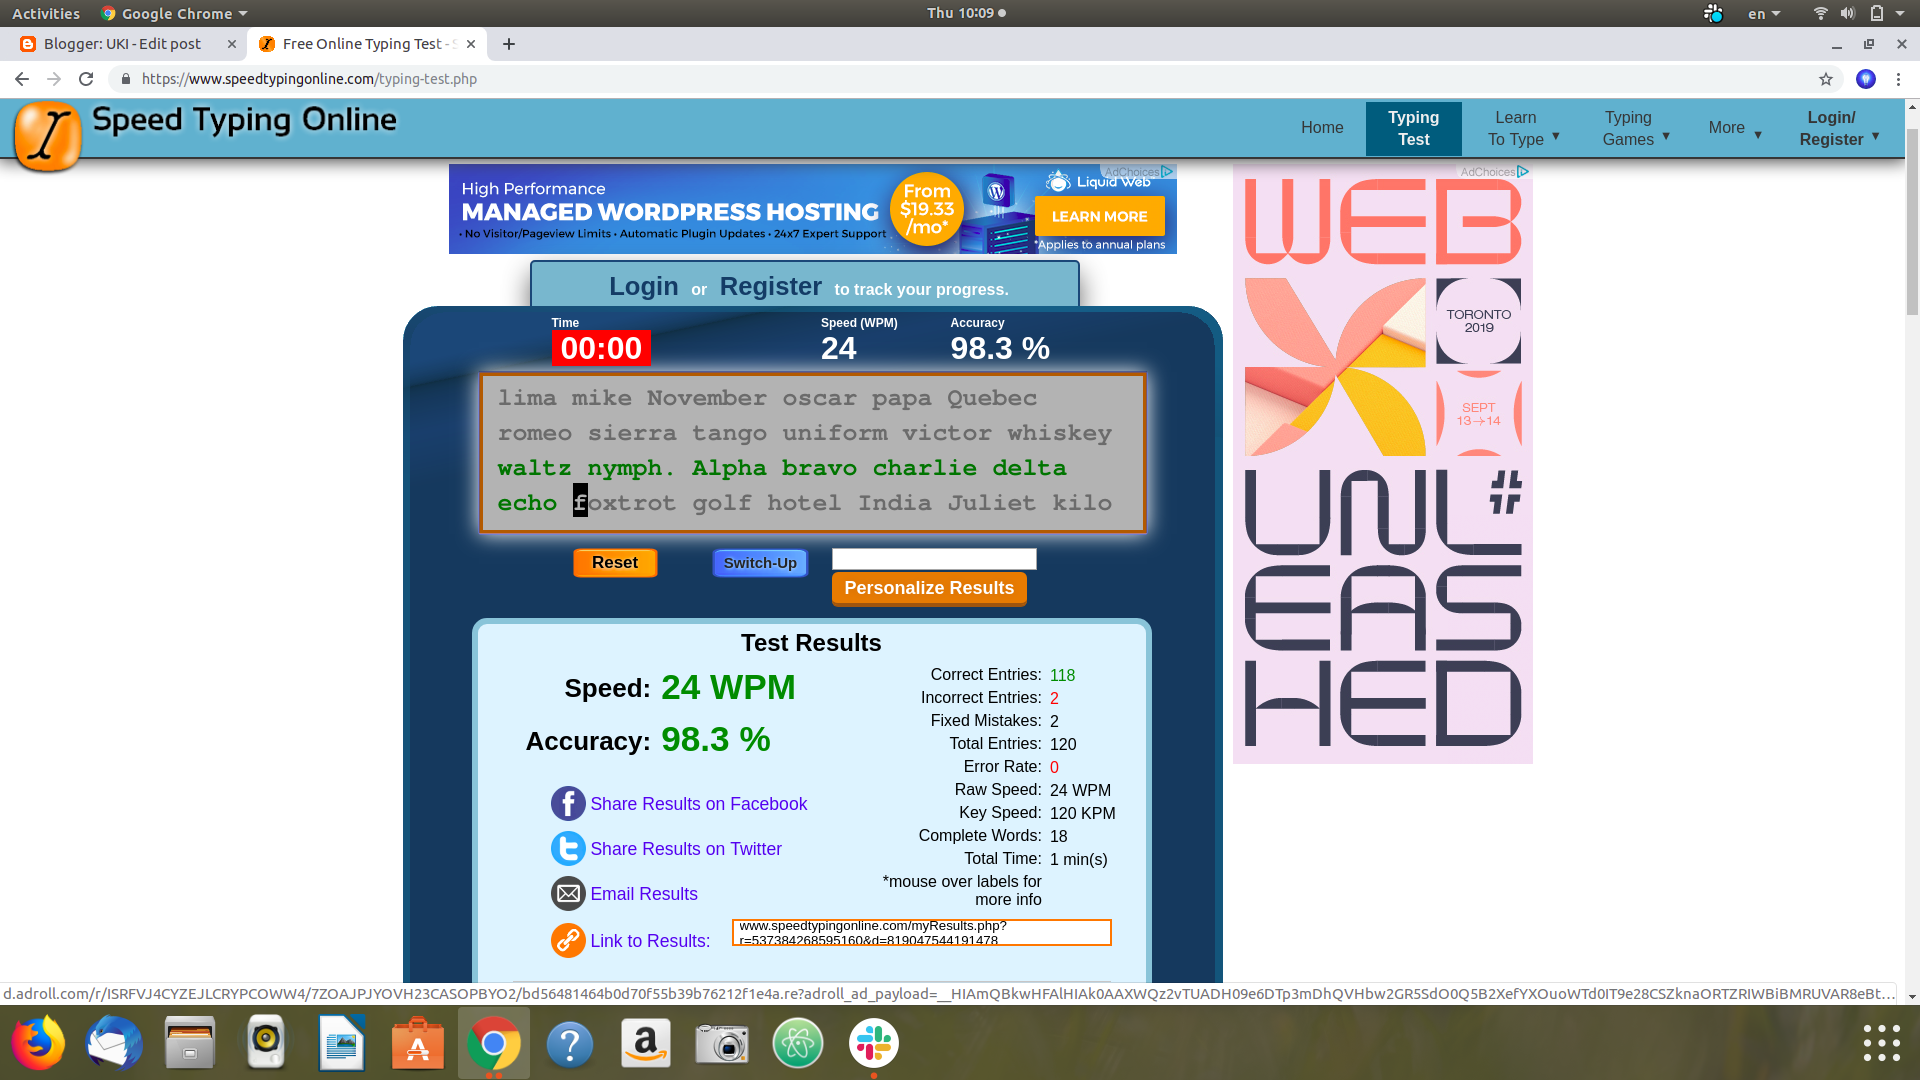 Activities
Google Chrome
Thu 10:09
en
Blogger: UKI - Edit post
Free Online Typing Test - S
https://www.speedtypingonline.com/typing-test.php
Speed Typing Online
Home
Typing
Test
Learn
To Type
Typing
Games
More
Login/
Register
High Performance
MANAGED WORDPRESS HOSTING
• No Visitor/Pageview Limits • Automatic Plugin Updates • 24x7 Expert Support
From
$19.33
/mo*
AdChoices
Liquid Web
LEARN MORE
*Applies to annual plans
AdChoices
WEB
TORONTO
2019
SEPT
13→14
UNL#
EAS
HED
Login or Register to track your progress.
Time
00:00
Speed (WPM)
24
Accuracy
98.3 %
lima mike November oscar papa Quebec
romeo sierra tango uniform victor whiskey
waltz nymph. Alpha bravo charlie delta
echo foxtrot golf hotel India Juliet kilo
Reset
Switch-Up
Personalize Results
Test Results
Speed: 24 WPM
Accuracy: 98.3 %
Share Results on Facebook
Share Results on Twitter
Email Results
Link to Results:
www.speedtypingonline.com/myResults.php?
r=537384268595160&d=819047544191478
Correct Entries: 118
Incorrect Entries: 2
Fixed Mistakes: 2
Total Entries: 120
Error Rate: 0
Raw Speed: 24 WPM
Key Speed: 120 KPM
Complete Words: 18
Total Time: 1 min(s)
*mouse over labels for
more info
d.adroll.com/r/ISRFVJ4CYZEJLCRYPCOWW4/7ZOAJPJYOVH23CASOPBYO2/bd56481464b0d70f55b39b76212f1e4a.re?adroll_ad_payload=__HIAmQBkwHFAlHIAk0AAXWQz2vTUADH09e6DTp3mDhQVHbw2GR5SdO0Q5B2XefYXOuoWTd0IT9e28CSZknaORTZRIWBiBMRUVAR8eBt...